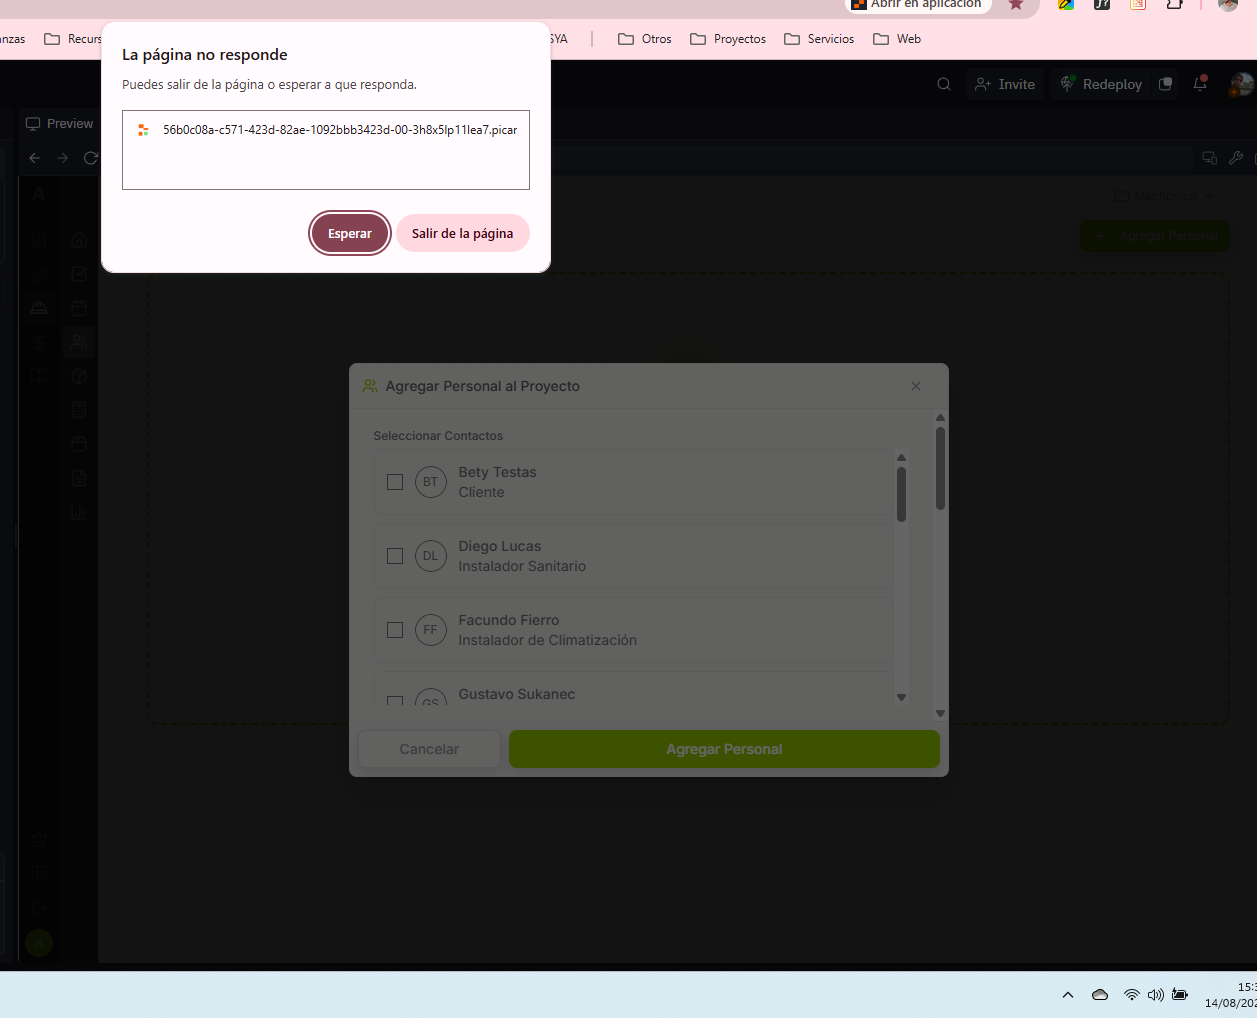 Abrir en aplicación
nzas
Recurs
SYA
Otros
Proyectos
Servicios
Web
La página no responde
Puedes salir de la página o esperar a que responda.
56b0c08a-c571-423d-82ae-1092bbb3423d-00-3h8x5lp11lea7.picar
Esperar
Salir de la página
Invite
Redeploy
Preview
A
Machonico
+ Agregar Personal
Agregar Personal al Proyecto
Seleccionar Contactos
BT
Bety Testas
Cliente
DL
Diego Lucas
Instalador Sanitario
FF
Facundo Fierro
Instalador de Climatización
GS
Gustavo Sukanec
Cancelar
Agregar Personal
A
15:3
14/08/202